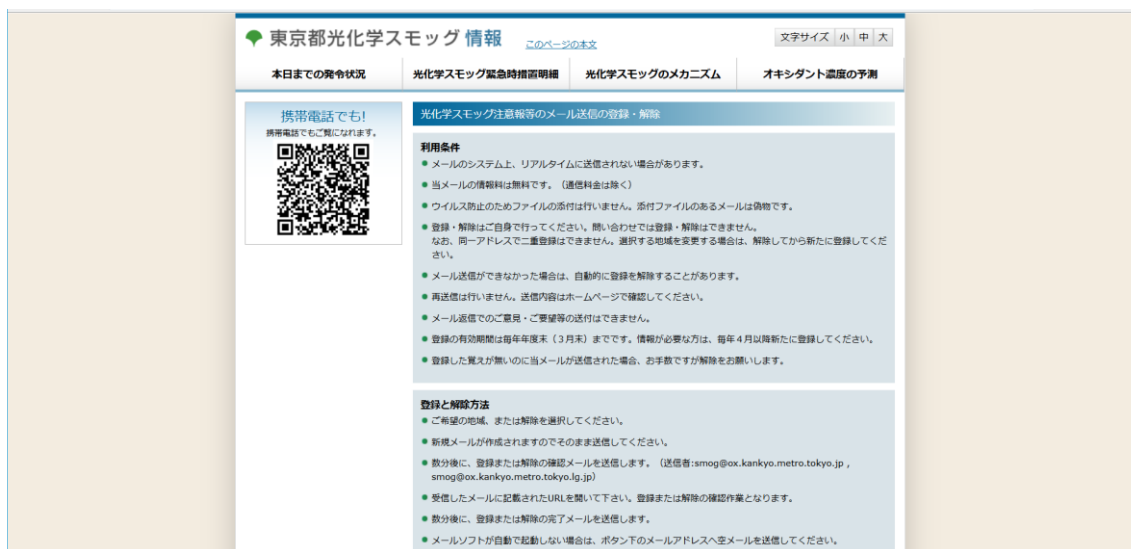 東京都光化学スモッグ 情報
このページの本文
文字サイズ 小 中 大
本日までの発令状況
光化学スモッグ緊急時措置明細
光化学スモッグのメカニズム
オキシダント濃度の予測
携帯電話でも!
携帯電話でもご覧になれます。
光化学スモッグ注意報等のメール送信の登録・解除
利用条件
メールのシステム上、リアルタイムに送信されない場合があります。
当メールの情報料は無料です。（通信料金は除く）
ウイルス防止のためファイルの添付は行いません。添付ファイルのあるメールは偽物です。
登録・解除はご自身で行ってください。問い合わせでは登録・解除はできません。
なお、同一アドレスで二重登録はできません。選択する地域を変更する場合は、解除してから新たに登録してくだ
さい。
メール送信ができなかった場合は、自動的に登録を解除することがあります。
再送信は行いません。送信内容はホームページで確認してください。
メール返信でのご意見・ご要望等の送付はできません。
登録の有効期間は毎年年度末（３月末）までです。情報が必要な方は、毎年４月以降新たに登録してください。
登録した覚えが無いのに当メールが送信された場合、お手数ですが解除をお願いします。
登録と解除方法
ご希望の地域、または解除を選択してください。
新規メールが作成されますのでそのまま送信してください。
数分後に、登録または解除の確認メールを送信します。（送信者:smog@ox.kankyo.metro.tokyo.jp ,
smog@ox.kankyo.metro.tokyo.lg.jp）
受信したメールに記載されたURLを開いて下さい。登録または解除の確認作業となります。
数分後に、登録または解除の完了メールを送信します。
メールソフトが自動で起動しない場合は、ボタン下のメールアドレスへ空メールを送信してください。